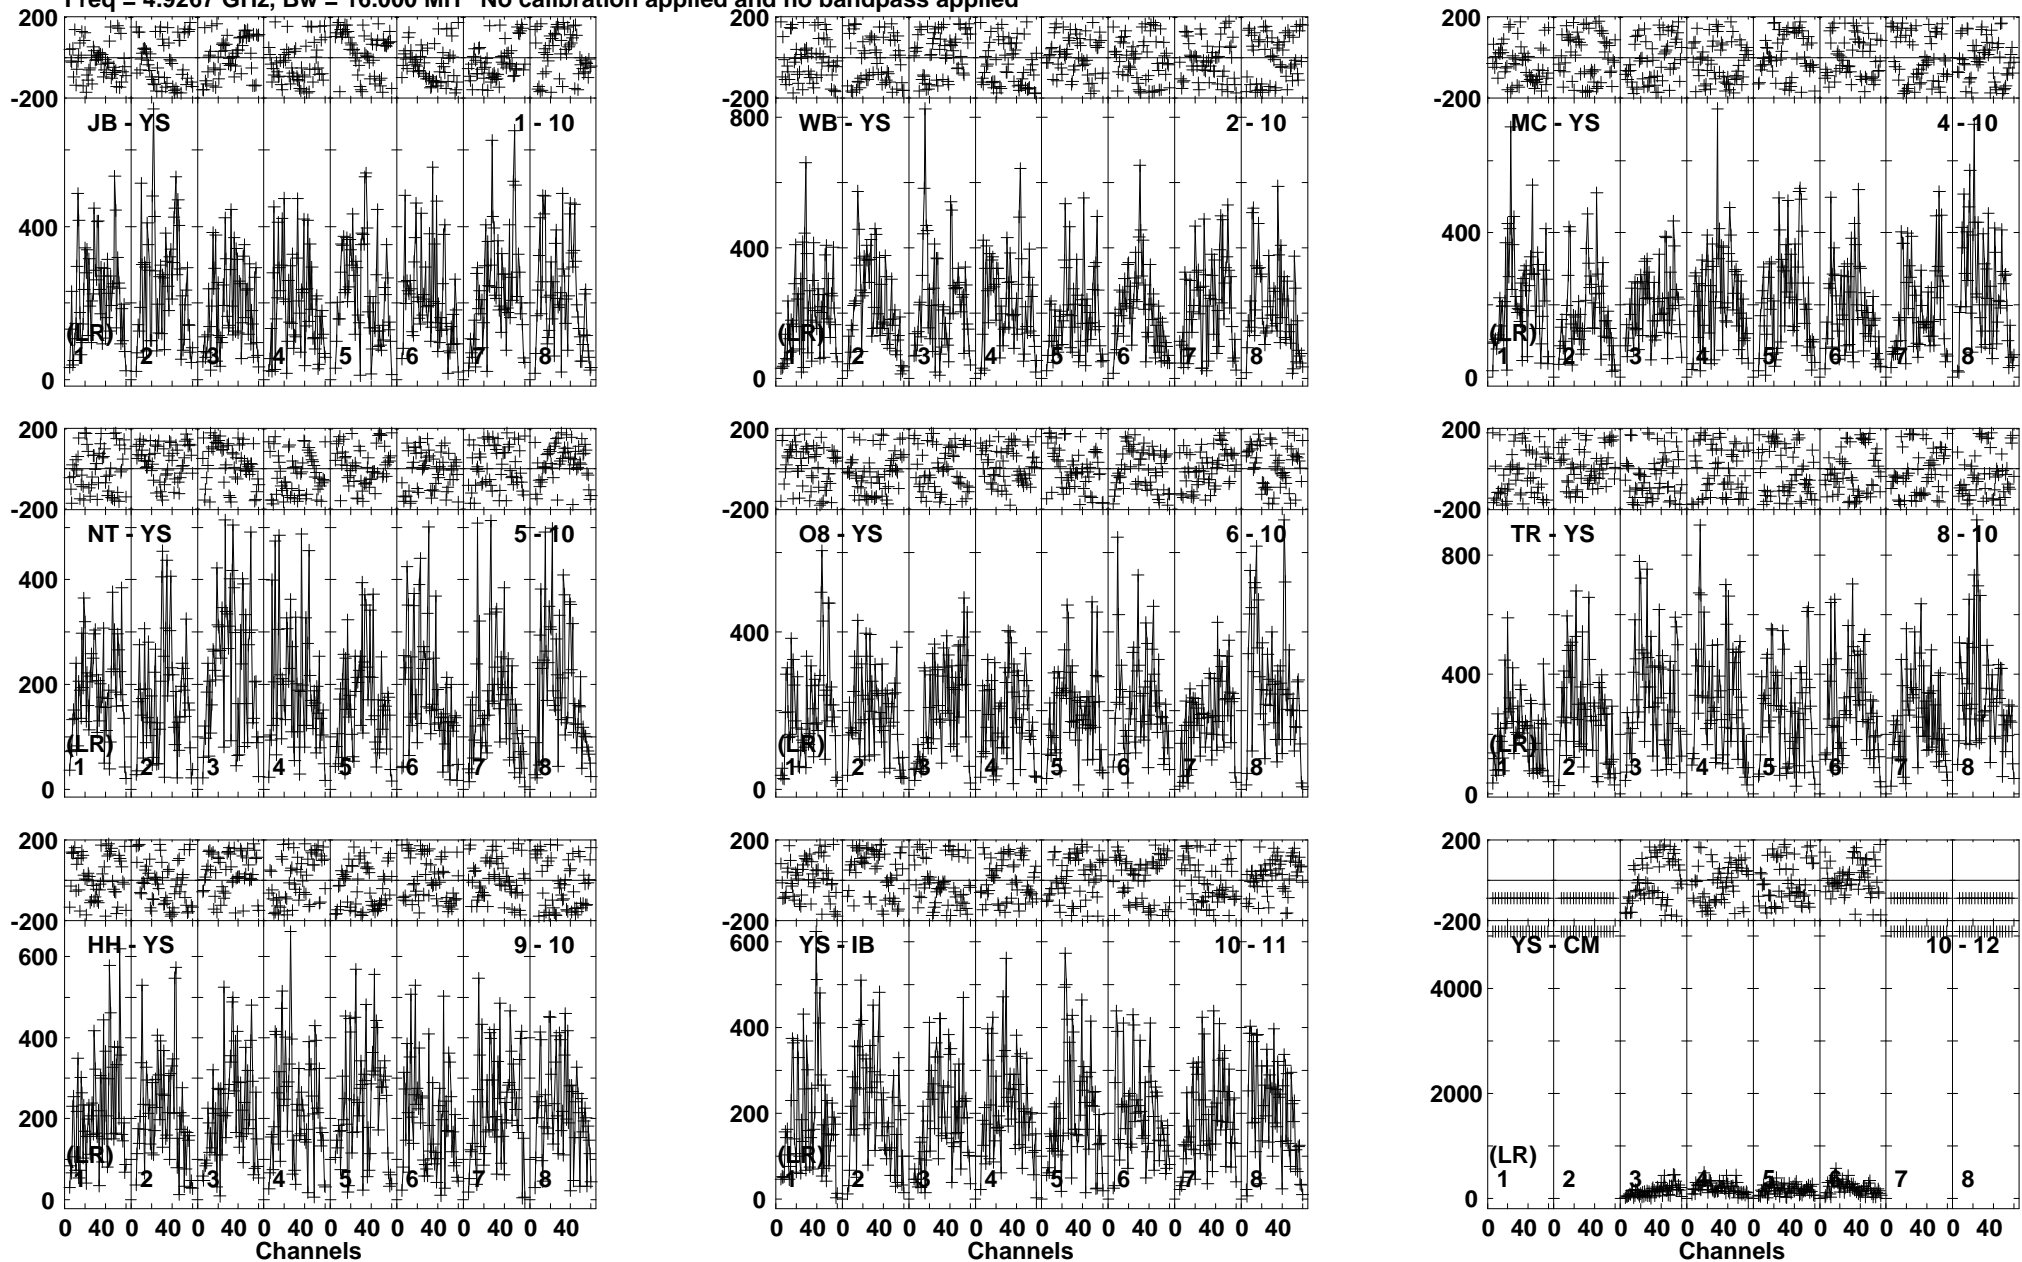 Freq = 4.9267 GHz, Bw = 16.000 MH No calibration applied and no bandpass applied
200 200 200
-200 -200 -200
JB - YS 1 - 10
800 WB - YS 2 - 10
MC - YS 4 - 10
400 600 400 400
400
(LR) (LR) (LR)
1 2 3 4 5 6 7 8
1 2 3 4 5 6 7 8
1 2 3 4 5 6 7 8
0 0 0
200 200 200
-200 -200 -200
NT - YS 5 - 10
O8 - YS 6 - 10
TR - YS 8 - 10
400 800
200 400 400
(LR) (LR) (LR)
1 2 3 4 5 6 7 8
1 2 3 4 5 6 7 8
1 2 3 4 5 6 7 8
0 0 0
200 200 200
-200 -200 -200
HH - YS 9 - 10
YS - IB 10 - 11
YS - CM 10 - 12
600 600
400 400 4000
200 200 2000
(LR) (LR) (LR)
1 2 3 4 5 6 7 8
1 2 3 4 5 6 7 8
1 2 3 4 5 6 7 8
0 0 0
0 40 0 40 0 40 0 40 0 40 0 40 0 40 0 40
0 40 0 40 0 40 0 40 0 40 0 40 0 40 0 40
0 40 0 40 0 40 0 40 0 40 0 40 0 40 0 40
Channels Channels